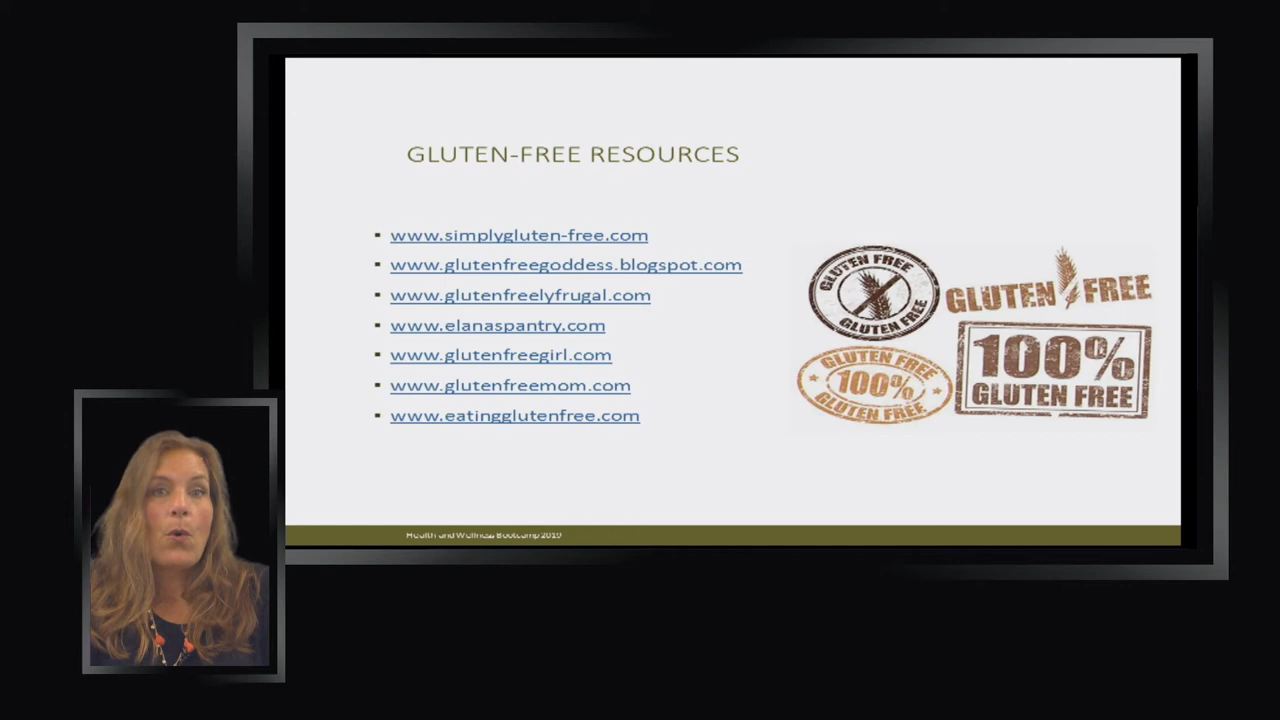 GLUTEN-FREE RESOURCES
▪ www.simplygluten-free.com
▪ www.glutenfreegoddess.blogspot.com
▪ www.glutenfreelyfrugal.com
▪ www.elanaspantry.com
▪ www.glutenfreegirl.com
▪ www.glutenfreemom.com
▪ www.eatingglutenfree.com
GLUTEN FREE
GLUTEN FREE
GLUTEN FREE
GLUTEN FREE
100%
GLUTEN FREE
100%
GLUTEN FREE
Health and Wellness Bootcamp 2019